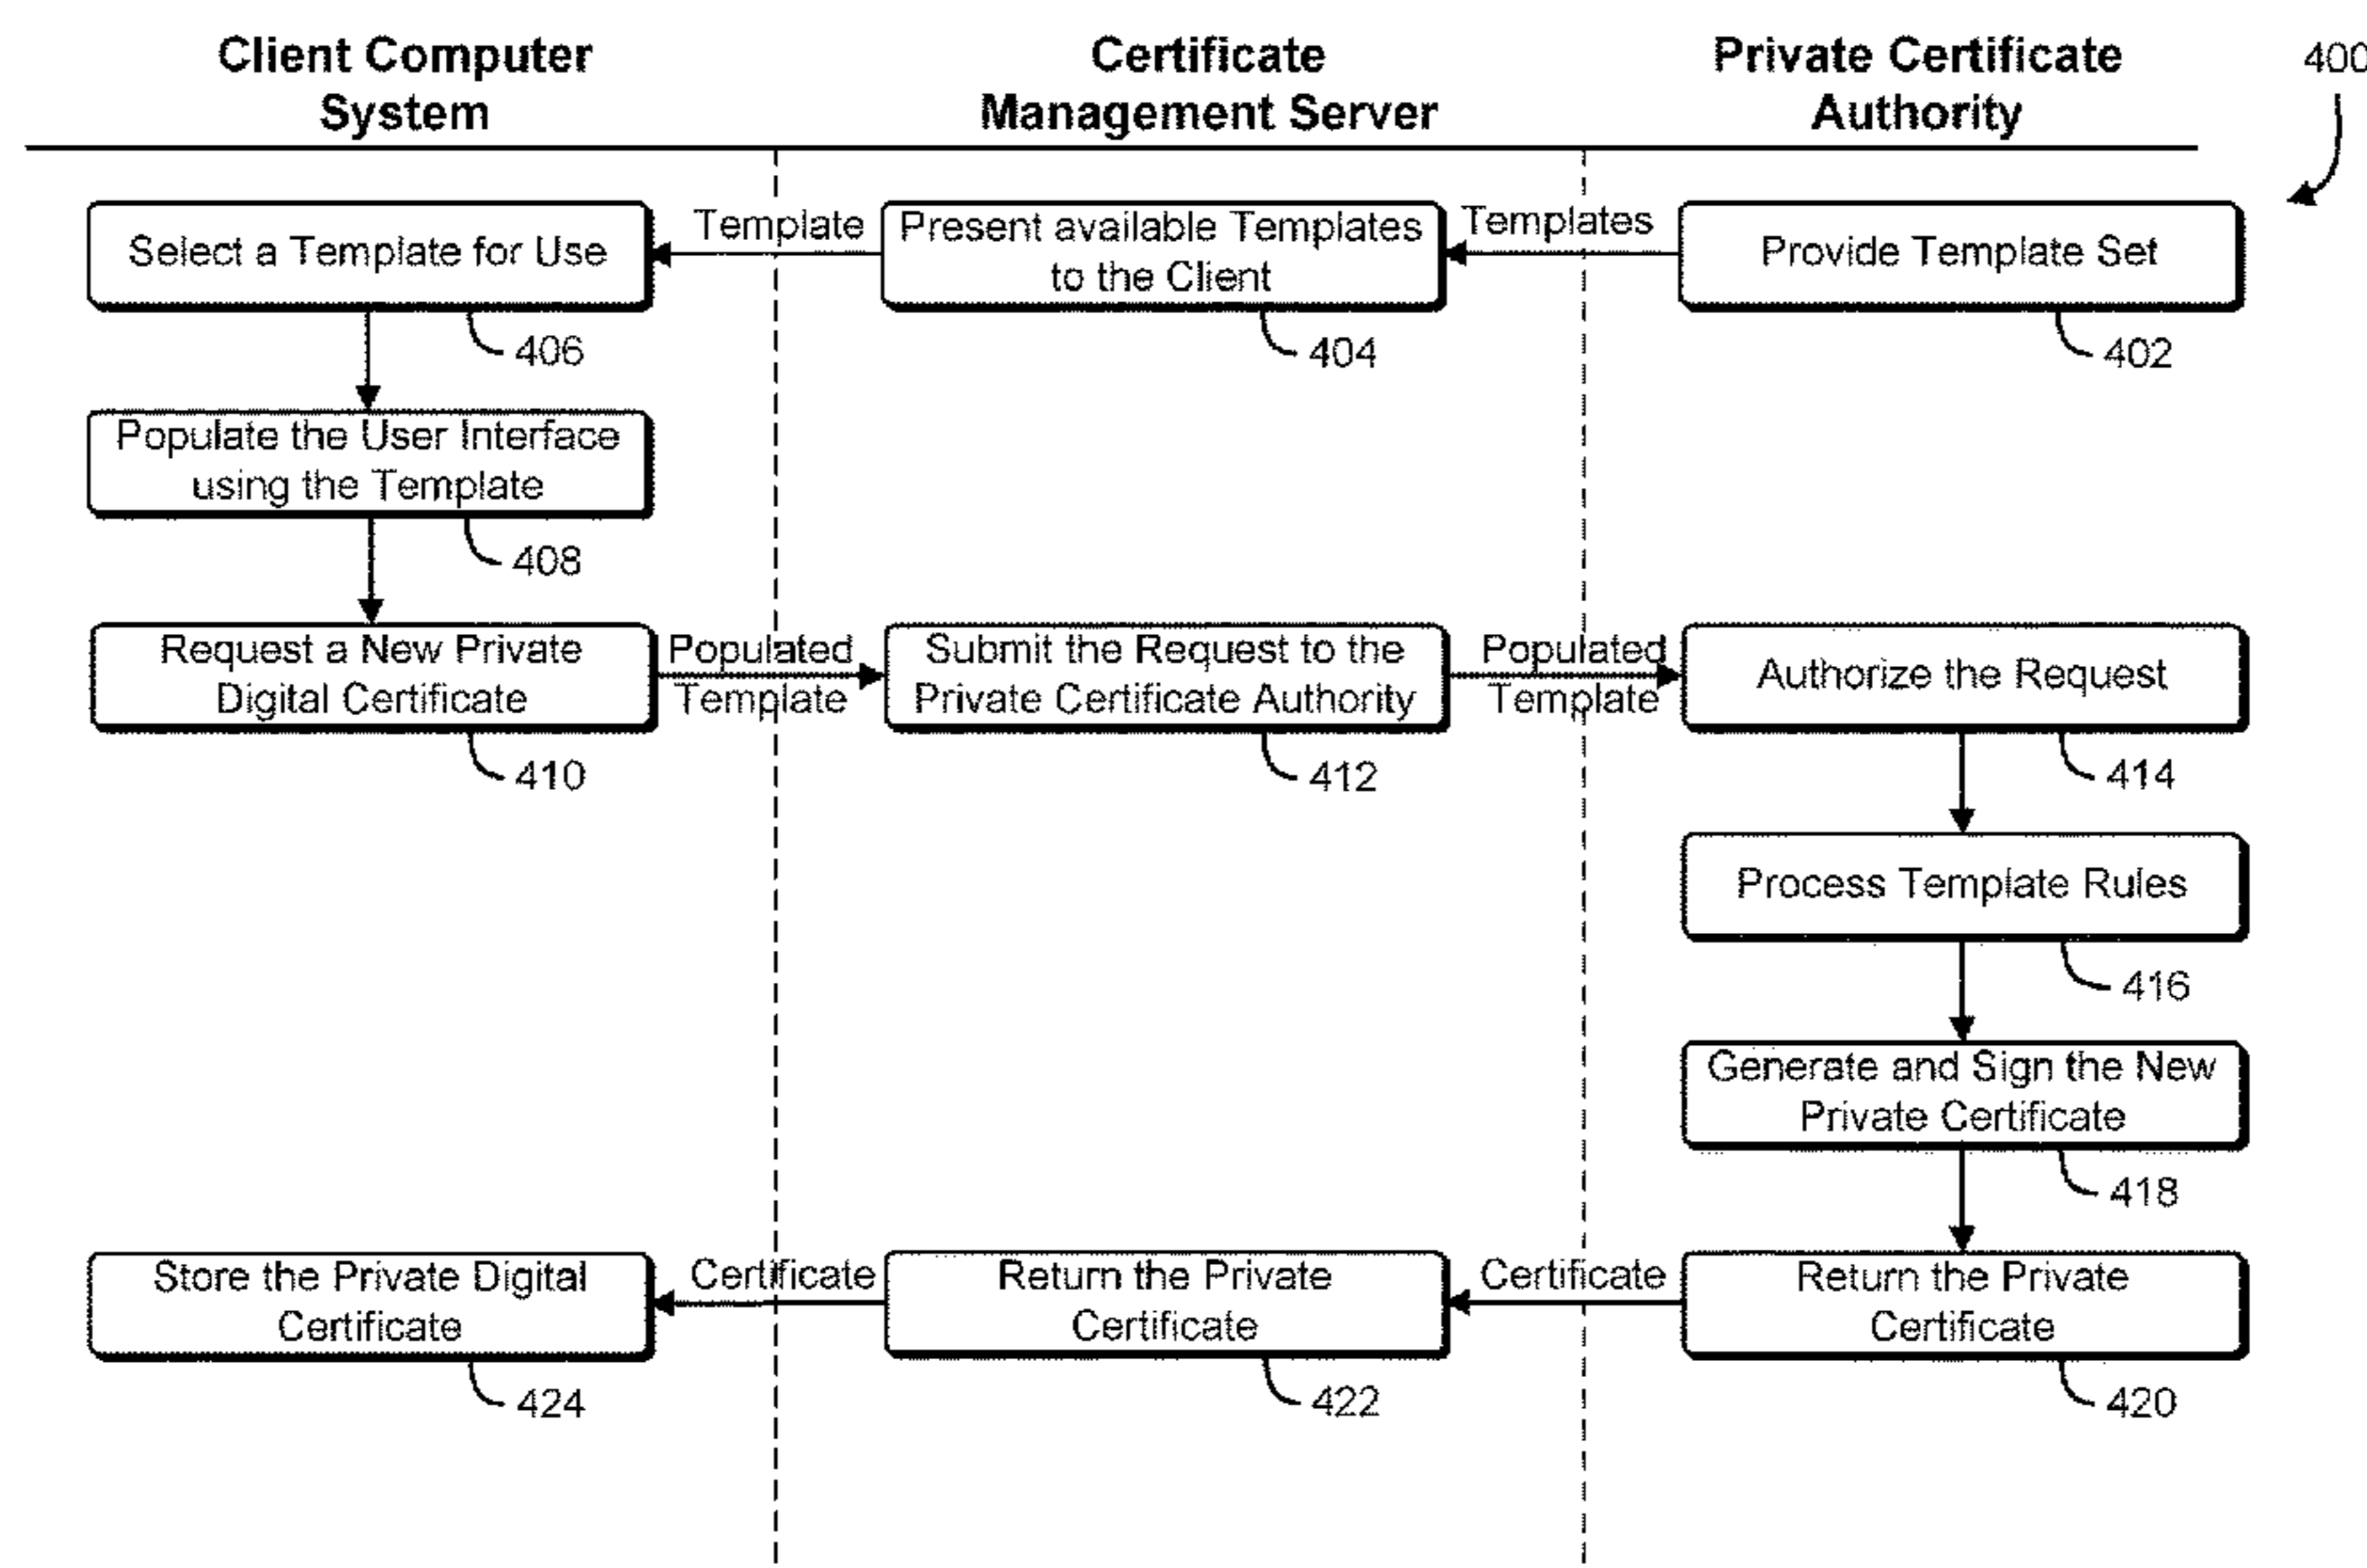 Client Computer
System
Certificate
Management Server
Private Certificate
Authority
400
Select a Template for Use
406
Template
Present available Templates
to the Client
404
Templates
Provide Template Set
402
Populate the User Interface
using the Template
408
Request a New Private
Digital Certificate
410
Populated
Template
Submit the Request to the
Private Certificate Authority
412
Populated
Template
Authorize the Request
414
Process Template Rules
416
Generate and Sign the New
Private Certificate
418
Store the Private Digital
Certificate
424
Certificate
Return the Private
Certificate
422
Certificate
Return the Private
Certificate
420